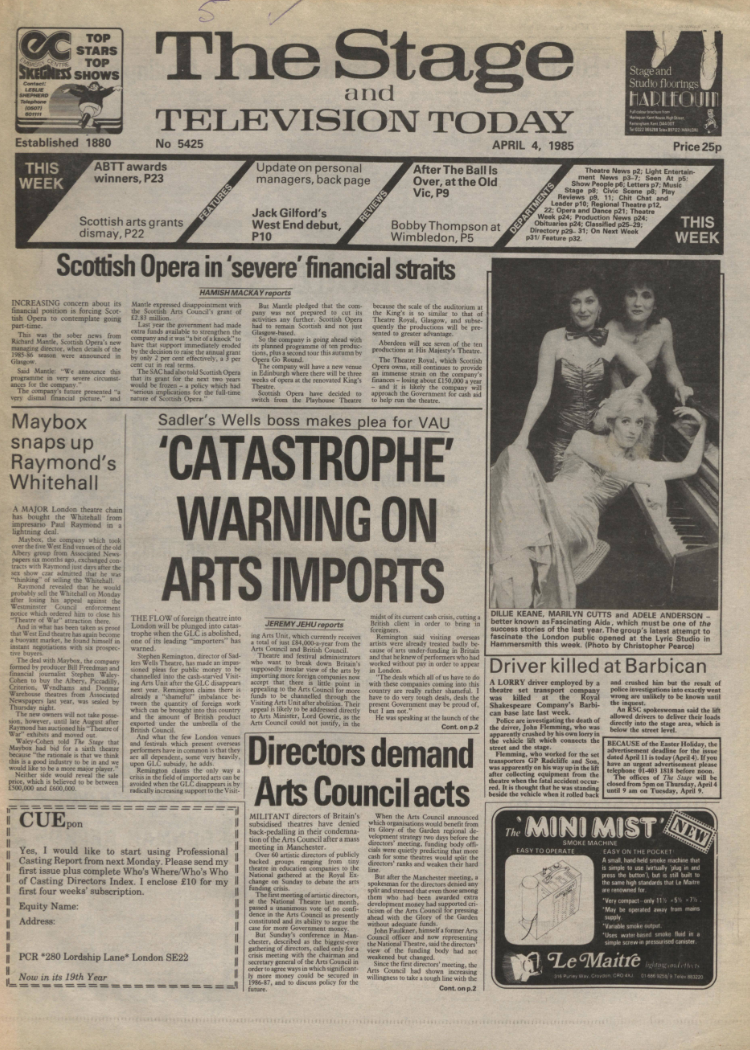 5
ec
TOP
STARS
TOP
SHOWS
SKEGNESS
Contact:
LESLIE
SHEPHERD
Telephone
The Stage
and
TELEVISION TODAY
Stage and
Studio floorings
HARLEQUIN
Established 1880
No 5425
APRIL 4, 1985
Price 25p
THIS
WEEK
ABTT awards
winners, P23
Scottish arts grants
dismay, P22
FEATURES
Update on personal
managers, back page
Jack Gilford's
West End debut,
P10
REVIEWS
After The Ball Is
Over, at the Old
Vic, P9
Bobby Thompson at
Wimbledon, P5
DEPARTMENTS
Theatre News p2; Light Entertain-
ment News p3-7; Seen At p5;
Show People p6; Letters p7; Music
Stage p8; Civic Scene p8; Play
Reviews p9, 11; Chit Chat and
Leader p10; Regional Theatre p12,
22; Opera and Dance p21; Theatre
Week p24; Production News p24;
Obituaries p24; Classified p25-29;
Directory p29-31; On Next Week
p31; Feature p32.
THIS
WEEK
Scottish Opera in 'severe' financial straits
HAMISH MACKAY reports
INCREASING concern about its
financial position is forcing Scot-
tish Opera to contemplate going
part-time.
This was the sober news from
Richard Mantle, Scottish Opera's new
managing director, when details of the
1985-86 season were announced in
Glasgow.
Said Mantle: "We announce this
programme in very severe circumst-
ances for the company."
The company's future presented "a
very dismal financial picture," and
Mantle expressed disappointment with
the Scottish Arts Council's grant of
£2.83 million.
Last year the government had made
extra funds available to strengthen the
company and it was "a bit of a knock" to
have that support immediately eroded
by the decision to raise the annual grant
by only 2 per cent effectively, a 3 per
cent cut in real terms.
The SAC had also told Scottish Opera
that its grant for the next two years
would be frozen – a policy which had
"serious implications for the full-time
nature of Scottish Opera."
But Mantle pledged that the com-
pany was not prepared to cut its
activities any further. Scottish Opera
had to remain Scottish and not just
Glasgow-based.
So the company is going ahead with
its planned programme of ten produc-
tions, plus a second tour this autumn by
Opera Go Round.
The company will have a new venue
in Edinburgh where there will be three
weeks of opera at the renovated King's
Theatre.
Scottish Opera have decided to
switch from the Playhouse Theatre
because the scale of the auditorium at
the King's is so similar to that of
Theatre Royal, Glasgow, and subse-
quently the productions will be pre-
sented to greater advantage.
Aberdeen will see seven of the ten
productions at His Majesty's Theatre.
The Theatre Royal, which Scottish
Opera owns, still continues to provide
an immense strain on the company's
finances – losing about £150,000 a year
– and it is likely the company will
approach the Government for cash aid
to help run the theatre.
Maybox
snaps up
Raymond's
Whitehall
A MAJOR London theatre chain
has bought the Whitehall from
impresario Paul Raymond in a
lightning deal.
Maybox, the company which took
over the five West End venues of the old
Albery group from Associated News-
papers six months ago, exchanged con-
tracts with Raymond just days after the
sex show czar admitted that he was
"thinking" of selling the Whitehall.
Raymond revealed that he would
probably sell the Whitehall on Monday
after losing his appeal against the
Westminster Council enforcement
notice which ordered him to close his
"Theatre of War" attraction there.
And in what has been taken as proof
that West End theatre has again become
a buoyant market, he found himself in
instant negotiations with six prospec-
tive buyers.
The deal with Maybox, the company
formed by producer Bill Freedman and
financial journalist Stephen Waley-
Cohen to buy the Albery, Piccadilly,
Criterion, Wyndhams and Donmar
Warehouse theatres from Associated
Newspapers last year, was sealed by
Thursday night.
The new owners will not take posses-
sion, however, until late August after
Raymond has auctioned his "Theatre of
War" exhibits and moved out.
Waley-Cohen told The Stage that
Maybox had bid for a sixth theatre
because "the rationale is that we think
this is a good industry to be in and we
would like to be a more major player."
Neither side would reveal the sale
price, which is believed to be between
£500,000 and £600,000.
Sadler's Wells boss makes plea for VAU
'CATASTROPHE'
WARNING ON
ARTS IMPORTS
THE FLOW of foreign theatre into
London will be plunged into catas-
trophe when the GLC is abolished,
one of its leading "importers" has
warned.
Stephen Remington, director of Sad-
lers Wells Theatre, has made an impas-
sioned pleas for public money to be
channelled into the cash-starved Visit-
ing Arts Unit after the GLC disappears
next year. Remington claims there is
already a "shameful" imbalance be-
tween the quantity of foreign work
which can be brought into this country
and the amount of British product
exported under the umbrella of the
British Council.
And what the few London venues
and festivals which present overseas
performers have in common is that they
are all dependent, some very heavily,
upon GLC subsidy, he adds.
Remington claims the only way a
crisis in the field of imported arts can be
avoided when the GLC disappears is by
radically increasing support to the Visit-
JEREMY JEHU reports
ing Arts Unit, which currently receives
a total of just £84,000-a-year from the
Arts Council and British Council.
Theatre and festival administrators
who want to break down Britain's
supposedly insular view of the arts by
importing more foreign companies now
accept that there is little point in
appealing to the Arts Council for more
funds to be channelled through the
Visiting Arts Unit after abolition. Their
appeal is likely to be addressed directly
to Arts Minister, Lord Gowrie, as the
Arts Council could not justify, in the
midst of its current cash crisis, cutting a
British client in order to bring in
foreigners.
Remington said visiting overseas
artists were already treated badly be-
cause of arts under-funding in Britain
and that he knew of performers who had
worked without pay in order to appear
in London.
"The deals which all of us have to do
with these companies coming into this
country are really rather shameful. I
have to do very tough deals, deals the
present Government may be proud of,
but I am not."
He was speaking at the launch of the
Cont. on p.2
DILLIE KEANE, MARILYN CUTTS and ADELE ANDERSON –
better known as Fascinating Aida, which must be one of the
success stories of the last year. The group's latest attempt to
fascinate the London public opened at the Lyric Studio in
Hammersmith this week. (Photo by Christopher Pearce)
Driver killed at Barbican
A LORRY driver employed by a
theatre set transport company
was killed at the Royal
Shakespeare Company's Barbi-
can base late last week.
Police are investigating the death of
the driver, John Flemming, who was
apparently crushed by his own lorry in
the vehicle lift which connects the
street and the stage.
Flemming, who worked for the set
transporters GP Radcliffe and Son,
was apparently on his way up in the lift
after collecting equipment from the
theatre when the fatal accident occur-
red. It is thought that he was standing
beside the vehicle when it rolled back
and crushed him but the result of
police investigations into exactly went
wrong are unlikely to be known until
the inquest.
An RSC spokeswoman said the lift
allowed drivers to deliver their loads
directly into the stage area, which is
below the street level.
BECAUSE of the Easter Holiday, the
advertisement deadline for the issue
dated April 11 is today (April 4). If you
have an urgent advertisement please
telephone 01-403 1818 before noon.
The offices of The Stage will be
closed from 5pm on Thursday, April 4
until 9 am on Tuesday, April 9.
Directors demand
Arts Council acts
MILITANT directors of Britain's
subsidised theatres have denied
back-pedalling in their condemna-
tion of the Arts Council after a mass
meeting in Manchester.
Over 60 artistic directors of publicly
backed groups ranging from tiny
theatre in education companies to the
National gathered at the Royal Ex-
change on Sunday to debate the arts
funding crisis.
The first meeting of artistic directors,
at the National Theatre last month,
passed a unanimous vote of no confi-
dence in the Arts Council as presently
constituted and its ability to argue the
case for more Government money.
But Sunday's conference in Man-
chester, described as the biggest-ever
gathering of directors, called only for a
crisis meeting with the chairman and
secretary general of the Arts Council in
order to agree ways in which significant-
ly more money could be secured in
1986-87, and to discuss policy for the
future.
When the Arts Council announced
which organisations would benefit from
its Glory of the Garden regional de-
velopment strategy two days before the
directors' meeting, funding body offi-
cials were quietly predicting that more
cash for some theatres would split the
directors' ranks and weaken their hard
line.
But after the Manchester meeting, a
spokesman for the directors denied any
split and stressed that even those among
them who had been awarded extra
development money had supported cri-
ticism of the Arts Council for pressing
ahead with the Glory of the Garden
without adequate funds.
John Faulkner, himself a former Arts
Council officer and now representing
the National Theatre, said the directors'
view of the funding body had not
weakened but changed.
Since the first directors' meeting, the
Arts Council had shown increasing
willingness to take a tough line with the
Cont. on p.2
CUEpon
Yes, I would like to start using Professional
Casting Report from next Monday. Please send my
first issue plus complete Who's Where/Who's Who
of Casting Directors Index. I enclose £10 for my
first four weeks' subscription.
Equity Name:
Address:
PCR *280 Lordship Lane* London SE22
Now in its 19th Year
The 'MINI MIST'
SMOKE MACHINE
NEW
EASY TO OPERATE
EASY ON THE POCKET!
A small, hand-held smoke machine that
is simple to use (virtually 'plug in and
press the button'), but is still built to
the same high standards that Le Maitre
are renowned for.
*Very compact – only 11½" × 5½" × 7½"
*May be operated away from mains
supply.
*Variable smoke output.
*Uses water based smoke fluid in a
simple screw in pressurised canister.
Le Maitre
lighting and effects